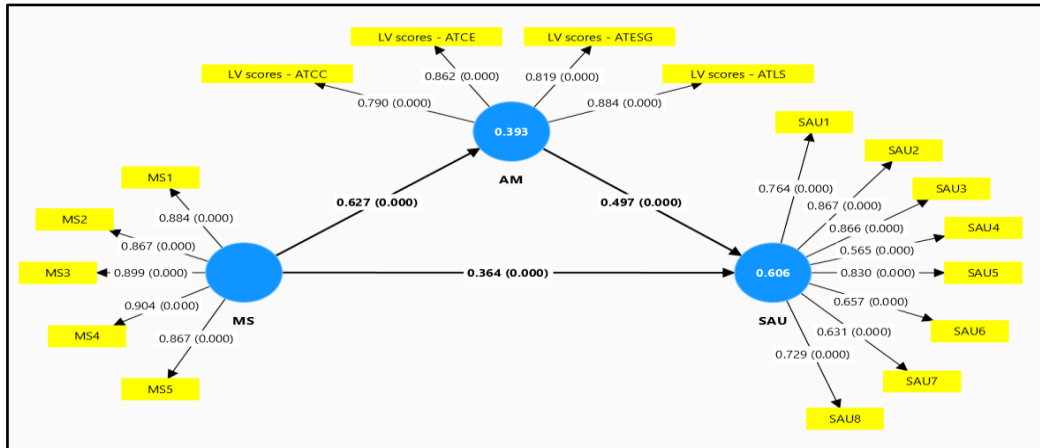 LV scores - ATCE
LV scores - ATESG
LV scores - ATCC
LV scores - ATLS
0.862 (0.000)
0.819 (0.000)
0.790 (0.000)
0.884 (0.000)
0.393
AM
SAU1
SAU2
SAU3
SAU4
SAU5
SAU6
SAU7
SAU8
0.764 (0.000)
0.867 (0.000)
0.866 (0.000)
0.565 (0.000)
0.830 (0.000)
0.657 (0.000)
0.631 (0.000)
0.729 (0.000)
MS1
MS2
MS3
MS4
MS5
0.884 (0.000)
0.867 (0.000)
0.899 (0.000)
0.904 (0.000)
0.867 (0.000)
0.627 (0.000)
0.497 (0.000)
0.364 (0.000)
MS
0.606
SAU